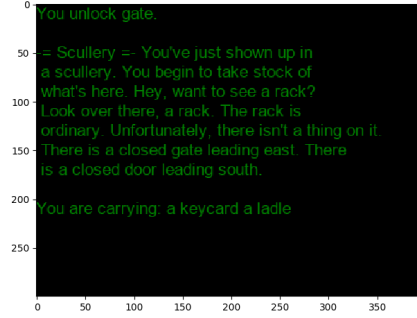 You unlock gate.
-= Scullery =- You've just shown up in
a scullery. You begin to take stock of
what's here. Hey, want to see a rack?
Look over there, a rack. The rack is
ordinary. Unfortunately, there isn't a thing on it.
There is a closed gate leading east. There
is a closed door leading south.
You are carrying: a keycard a ladle
0
50
100
150
200
250
0 50 100 150 200 250 300 350